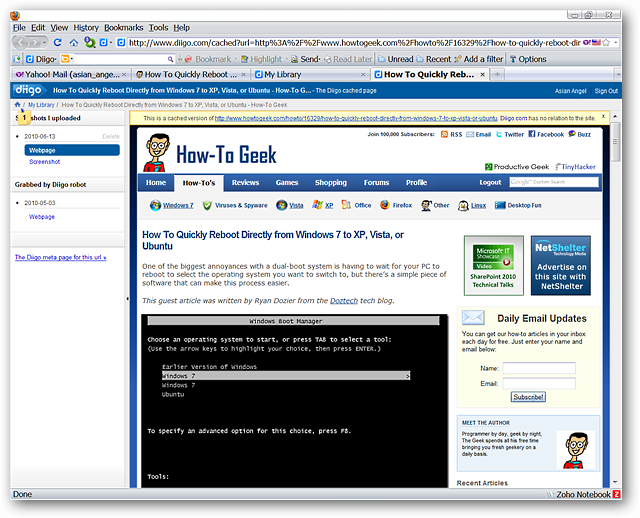 File Edit View History Bookmarks Tools Help
http://www.diigo.com/cached?url=http%3A%2F%2Fwww.howtogeek.com%2Fhowto%2F16329%2Fhow-to-quickly-reboot-dir
Diigo Bookmark Highlight Send Read Later Unread Recent Add a filter Options
Yahoo! Mail (asian_ange... How To Quickly Reboot ... My Library How To Quickly Reb...
diigo How To Quickly Reboot Directly from Windows 7 to XP, Vista, or Ubuntu - How-To G... - Diigo cached page Asian Angel Sign Out
/ My Library / How To Quickly Reboot Directly from Windows 7 to XP, Vista, or Ubuntu - How-To Geek
1
shots I uploaded
2010-06-13 Delete
Webpage
Screenshot
Grabbed by Diigo robot
2010-05-03
Webpage
The Diigo meta page for this url »
This is a cached version of http://www.howtogeek.com/howto/16329/how-to-quickly-reboot-directly-from-windows-7-to-xp-vista-or-ubuntu. Diigo.com has no relation to the site. x
Join 100,000 Subscribers: RSS Email Twitter Facebook Buzz
How-To Geek
Productive Geek TinyHacker
Home How-To's Reviews Games Shopping Forums Profile Logout Google Custom Search
Windows 7 Viruses & Spyware Vista XP Office Firefox Other Linux Desktop Fun
How To Quickly Reboot Directly from Windows 7 to XP, Vista, or
Ubuntu
One of the biggest annoyances with a dual-boot system is having to wait for your PC to
reboot to select the operating system you want to switch to, but there's a simple piece of
software that can make this process easier.
This guest article was written by Ryan Dozier from the Doztech tech blog.
Windows Boot Manager
Choose an operating system to start, or press TAB to select a tool:
(Use the arrow keys to highlight your choice, then press ENTER.)
Earlier Version of Windows
Windows 7 >
Windows 7
Ubuntu
To specify an advanced option for this choice, press F8.
Tools:
Microsoft IT
Showcase
Video
SharePoint 2010
Technical Talks
NetShelter
Technology Media
Advertise on
this site with
NetShelter
Daily Email Updates
You can get our how-to articles in your inbox
each day for free. Just enter your name and
email below:
Name:
Email:
Subscribe!
MEET THE AUTHOR
Programmer by day, geek by night,
The Geek spends all his free time
bringing you fresh geekery on a
daily basis.
Recent Articles
Done Zoho Notebook 2